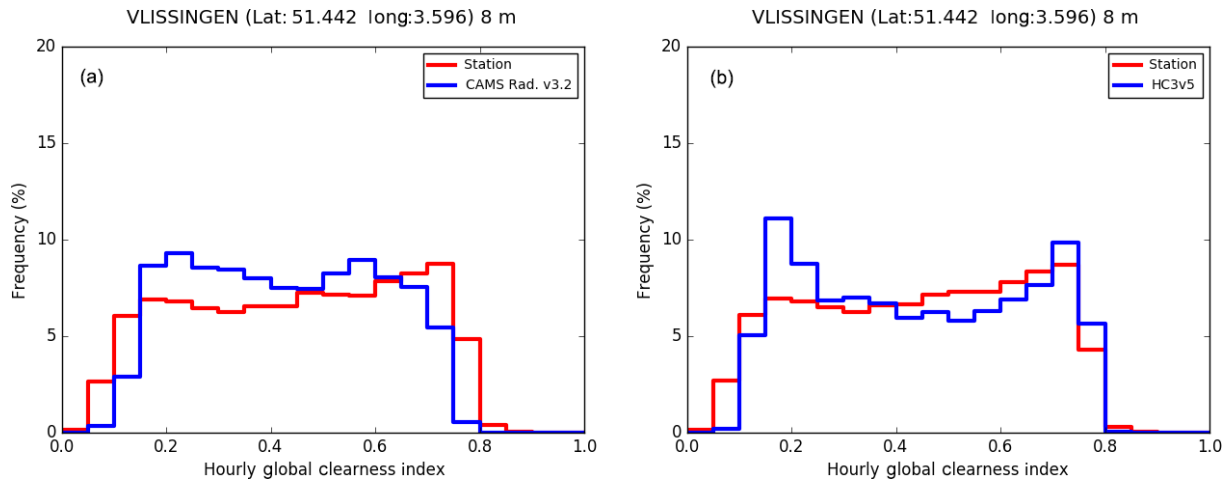 VLISSINGEN (Lat: 51.442 long:3.596) 8 m
(a)
Station
CAMS Rad. v3.2
20
15
10
5
0
Frequency (%)
0.0 0.2 0.4 0.6 0.8 1.0
Hourly global clearness index
VLISSINGEN (Lat:51.442 long:3.596) 8 m
(b)
Station
HC3v5
20
15
10
5
0
Frequency (%)
0.0 0.2 0.4 0.6 0.8 1.0
Hourly global clearness index